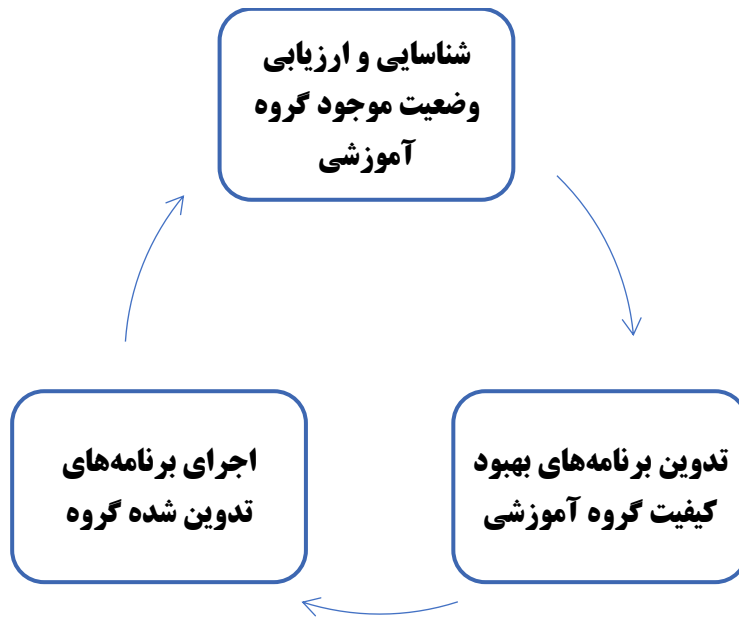 شناسایی و ارزیابی
وضعیت موجود گروه
آموزشی
تدوین برنامه‌های بهبود
کیفیت گروه آموزشی
اجرای برنامه‌های
تدوین شده گروه